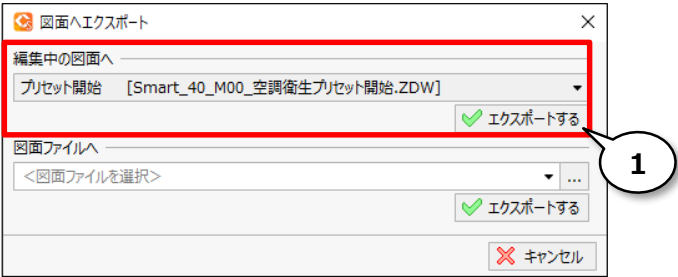 図面へエクスポート
編集中の図面へ
プリセット開始 [Smart_40_M00_空調衛生プリセット開始.ZDW]
エクスポートする
1
図面ファイルへ
<図面ファイルを選択>
...
エクスポートする
キャンセル